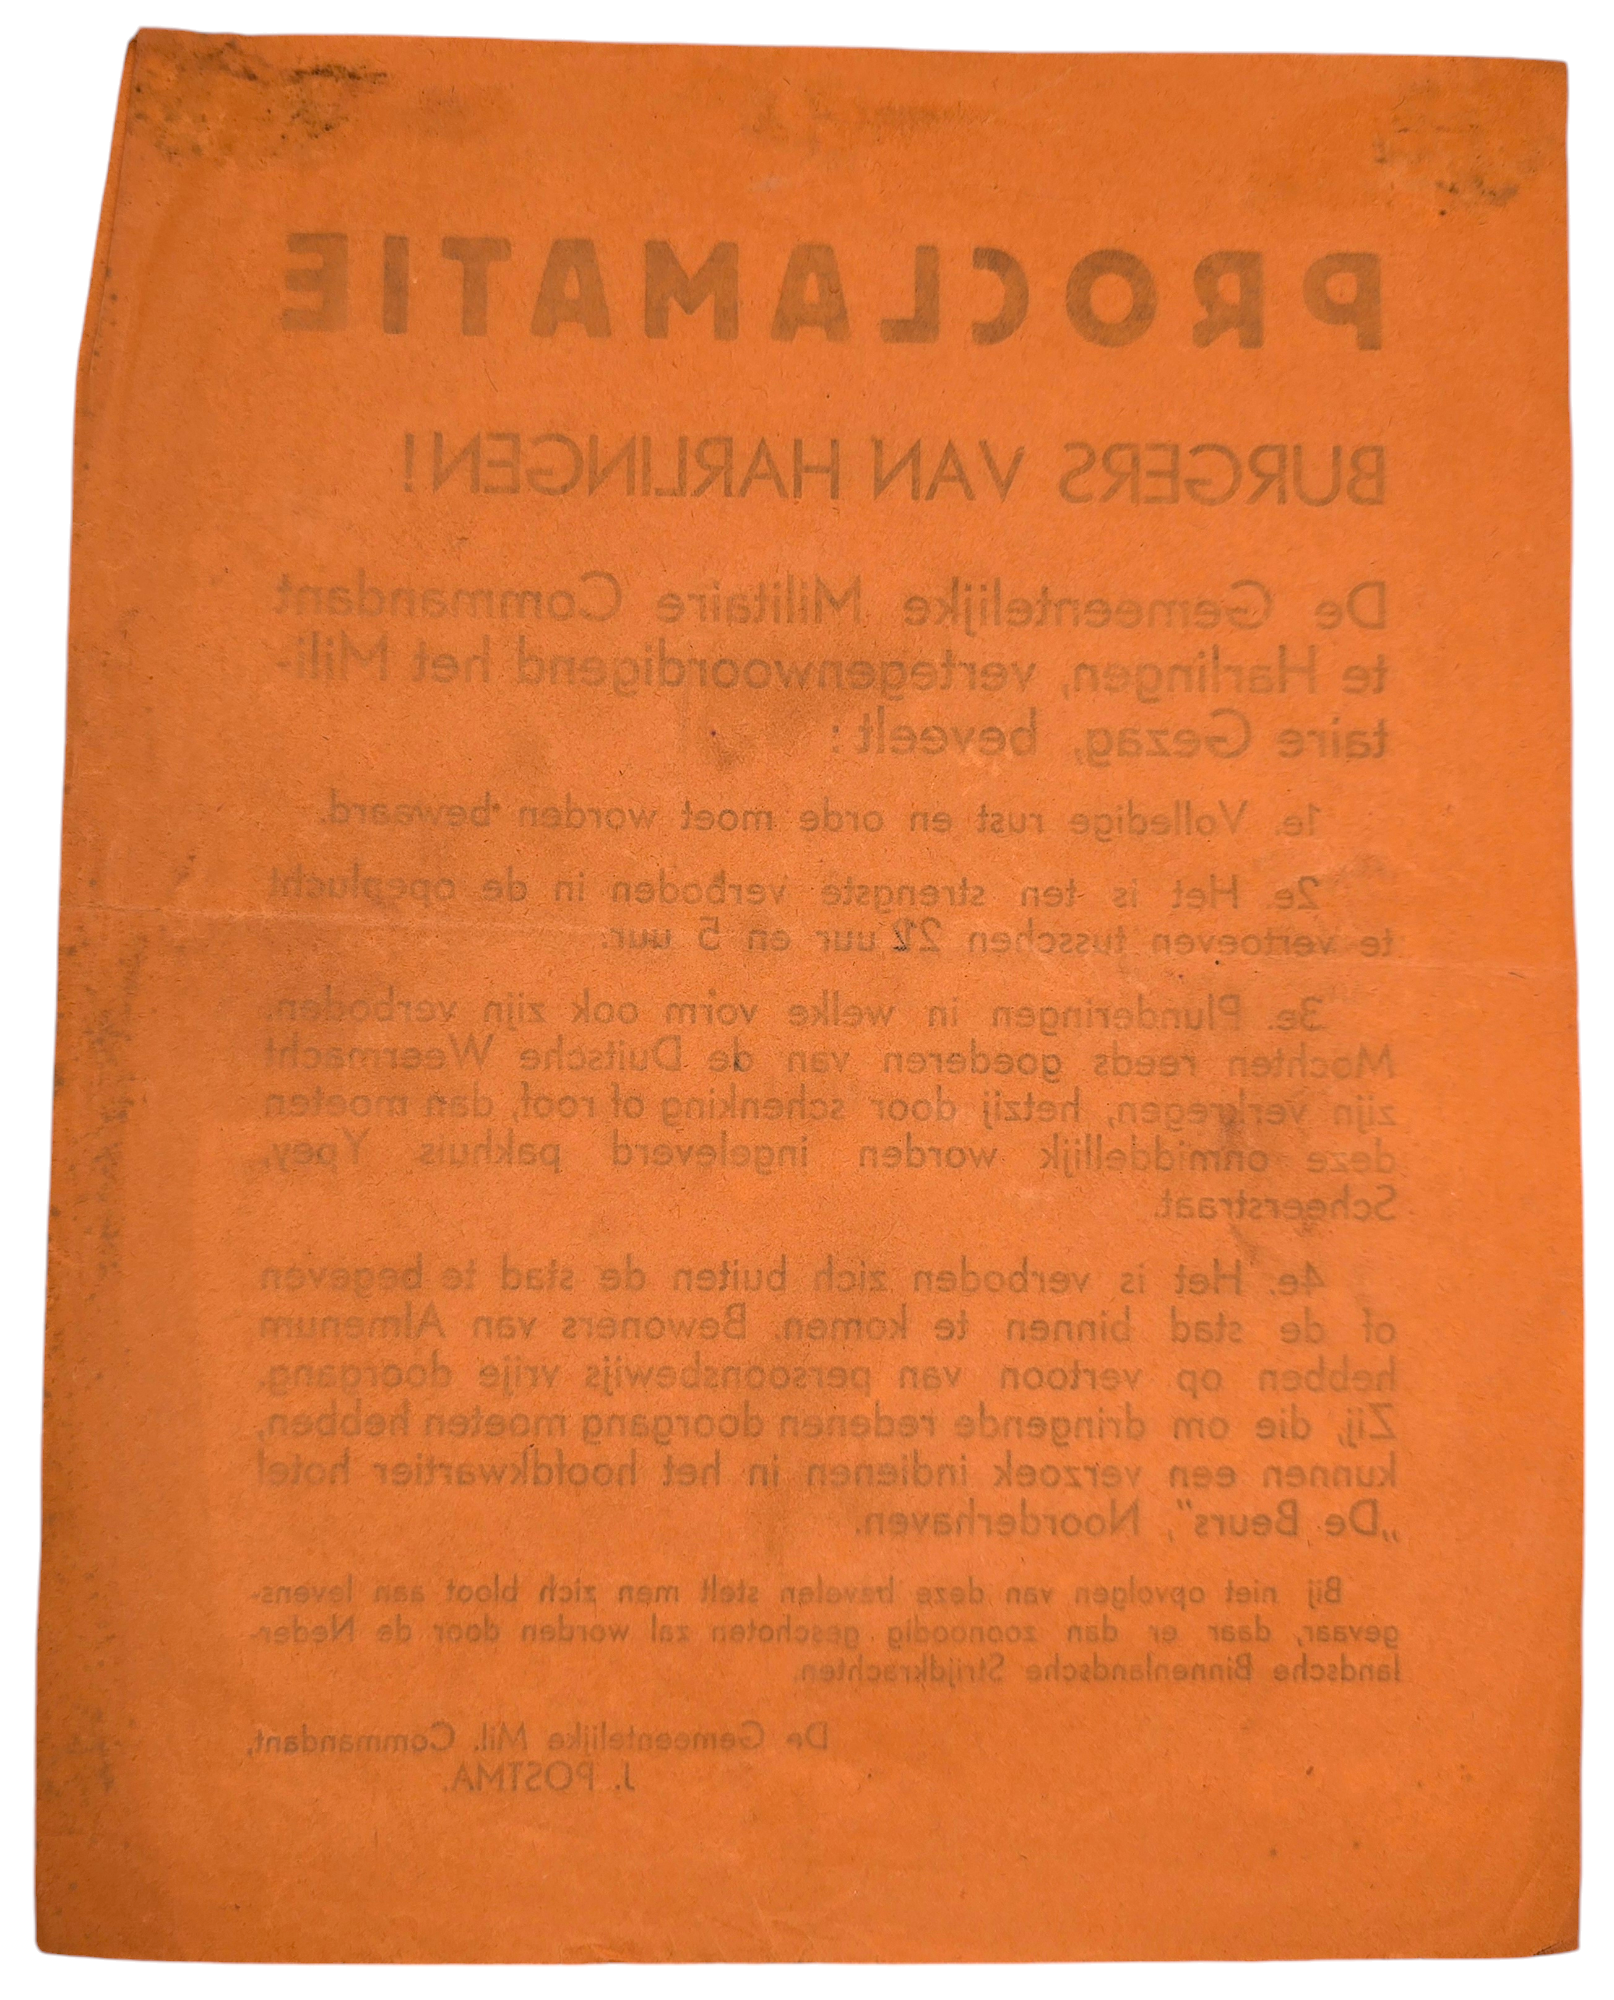 PROCLAMATIE
BURGERS VAN HARLINGEN!
De Gemeentelijke Militaire Commandant
te Harlingen, vertegenwoordigend het Mili-
taire Gezag, beveelt:
1e. Volledige rust en orde moet worden bewaard.
2e. Het is ten strengste verboden in de openlucht
te vertoeven tusschen 22 uur en 5 uur.
3e. Plunderingen in welke vorm ook zijn verboden.
Mochten reeds goederen van de Duitsche Weermacht
zijn verkregen, hetzij door schenking of roof, dan moeten
deze onmiddellijk worden ingeleverd pakhuis Ypey,
Scheerstraat.
4e. Het is verboden zich buiten de stad te begeven
of de stad binnen te komen. Bewoners van Almenum
hebben op vertoon van persoonsbewijs vrije doorgang.
Zij, die om dringende redenen doorgang moeten hebben,
kunnen een verzoek indienen in het hoofdkwartier hotel
„De Beurs”, Noorderhaven.
Bij niet opvolgen van deze bevelen stelt men zich bloot aan levens-
gevaar, daar er dan zoonoodig geschoten zal worden door de Neder-
landsche Binnenlandsche Strijdkrachten.
De Gemeentelijke Mil. Commandant,
J. POSTMA.